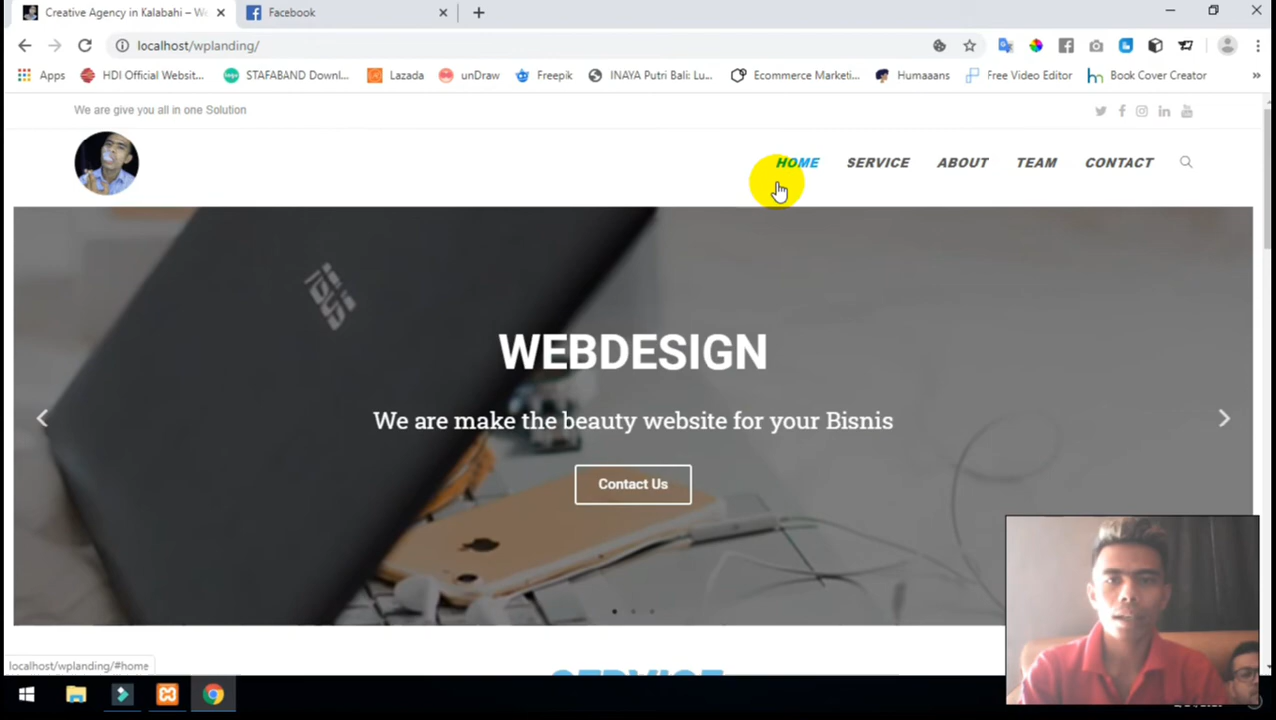 Creative Agency in Kalabahi – We
Facebook
localhost/wplanding/
Apps
HDI Official Websit...
STAFABAND Downl...
Lazada
unDraw
Freepik
INAYA Putri Bali: Lu...
Ecommerce Marketi...
Humaaans
Free Video Editor
Book Cover Creator
We are give you all in one Solution
HOME
SERVICE
ABOUT
TEAM
CONTACT
WEBDESIGN
We are make the beauty website for your Bisnis
Contact Us
localhost/wplanding/#home
SERVICE